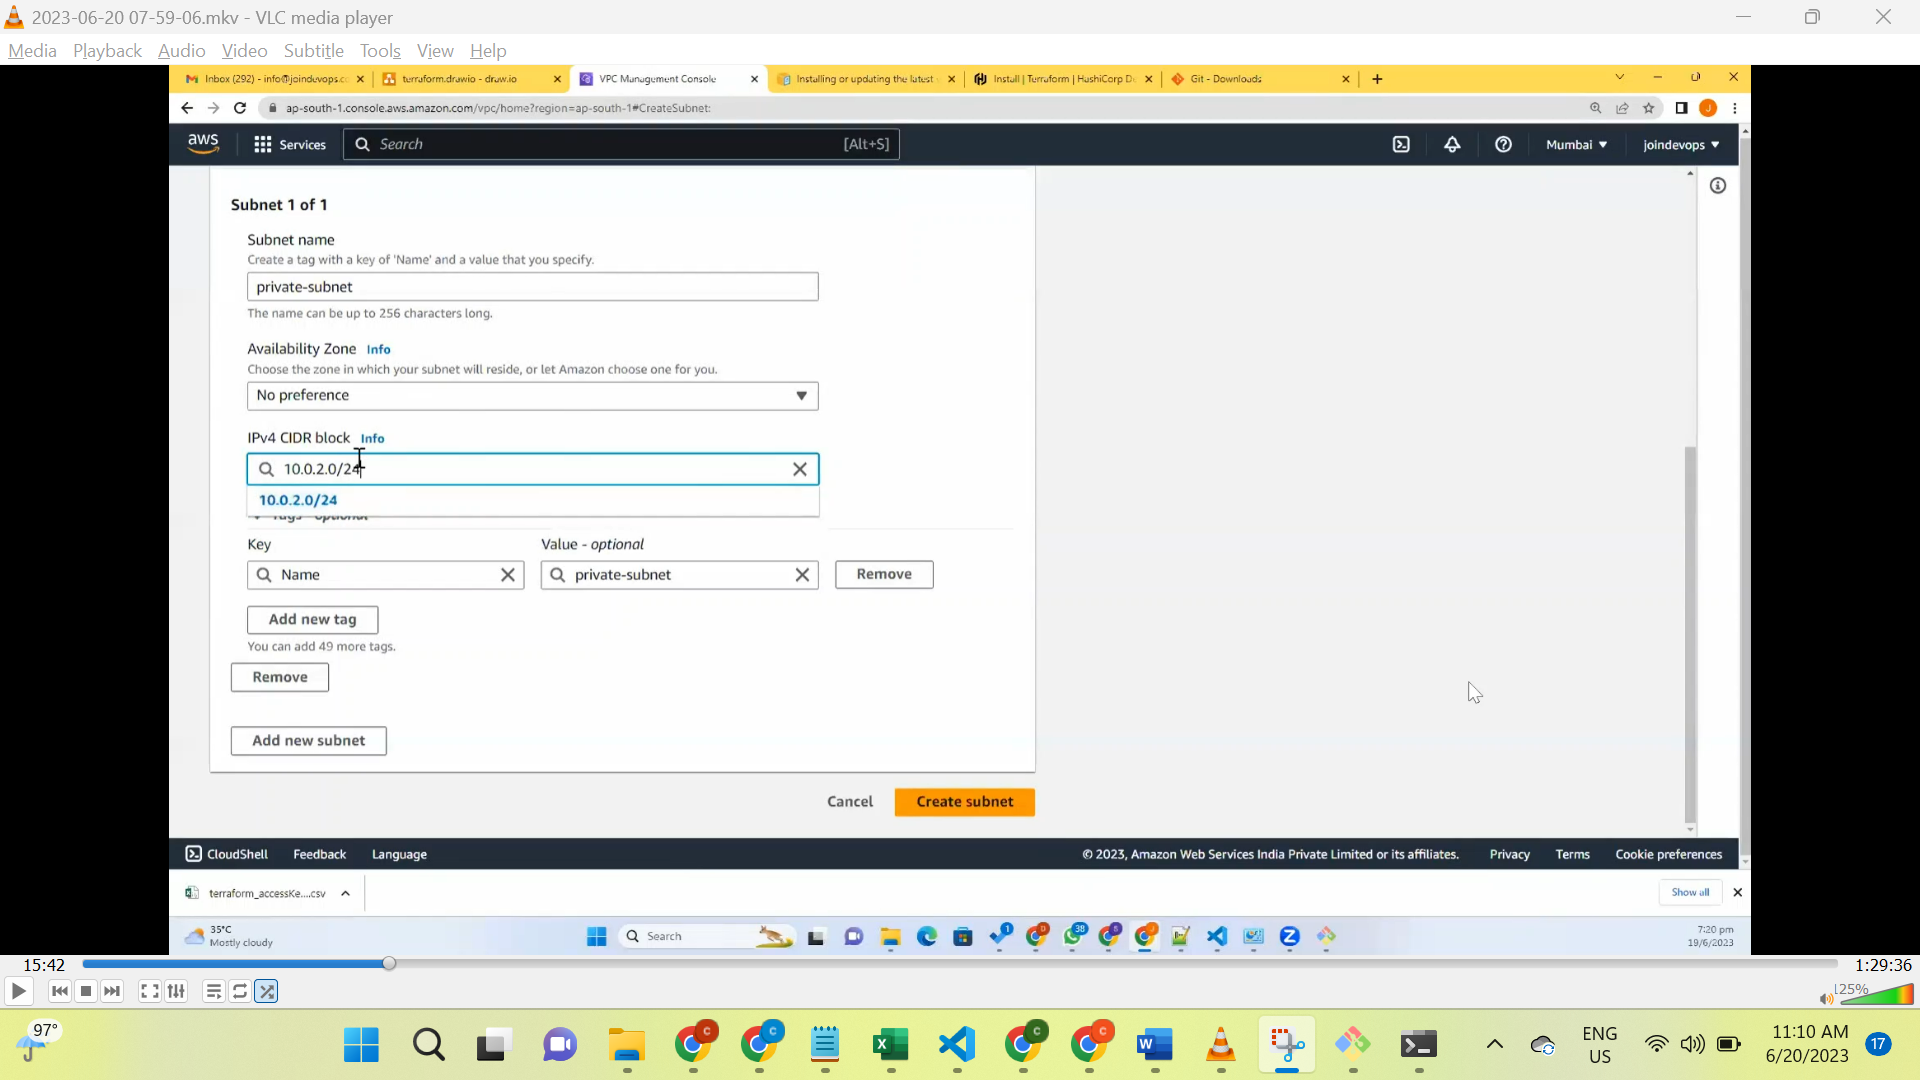 2023-06-20 07-59-06.mkv - VLC media player
Media Playback Audio Video Subtitle Tools View Help
Inbox (292) - info@joindevops.c
terraform.drawio - draw.io
VPC Management Console
Installing or updating the latest
Install | Terraform | HashiCorp De
Git - Downloads
ap-south-1.console.aws.amazon.com/vpc/home?region=ap-south-1#CreateSubnet:
J
aws
Services
Search
[Alt+S]
Mumbai
joindevops
Subnet 1 of 1
Subnet name
Create a tag with a key of 'Name' and a value that you specify.
private-subnet
The name can be up to 256 characters long.
Availability Zone Info
Choose the zone in which your subnet will reside, or let Amazon choose one for you.
No preference
IPv4 CIDR block Info
10.0.2.0/24
10.0.2.0/24
Tags - optional
Key
Value - optional
Name
private-subnet
Remove
Add new tag
You can add 49 more tags.
Remove
Add new subnet
Cancel
Create subnet
CloudShell
Feedback
Language
© 2023, Amazon Web Services India Private Limited or its affiliates.
Privacy
Terms
Cookie preferences
terraform_accessKe....csv
Show all
35°C
Mostly cloudy
Search
7:20 pm
19/6/2023
15:42
1:29:36
125%
97°
ENG
US
11:10 AM
6/20/2023
17